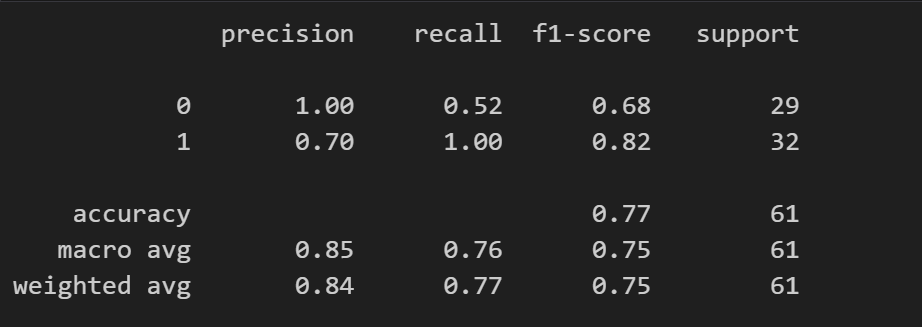 precision recall f1-score support
0 1.00 0.52 0.68 29
1 0.70 1.00 0.82 32
accuracy 0.77 61
macro avg 0.85 0.76 0.75 61
weighted avg 0.84 0.77 0.75 61